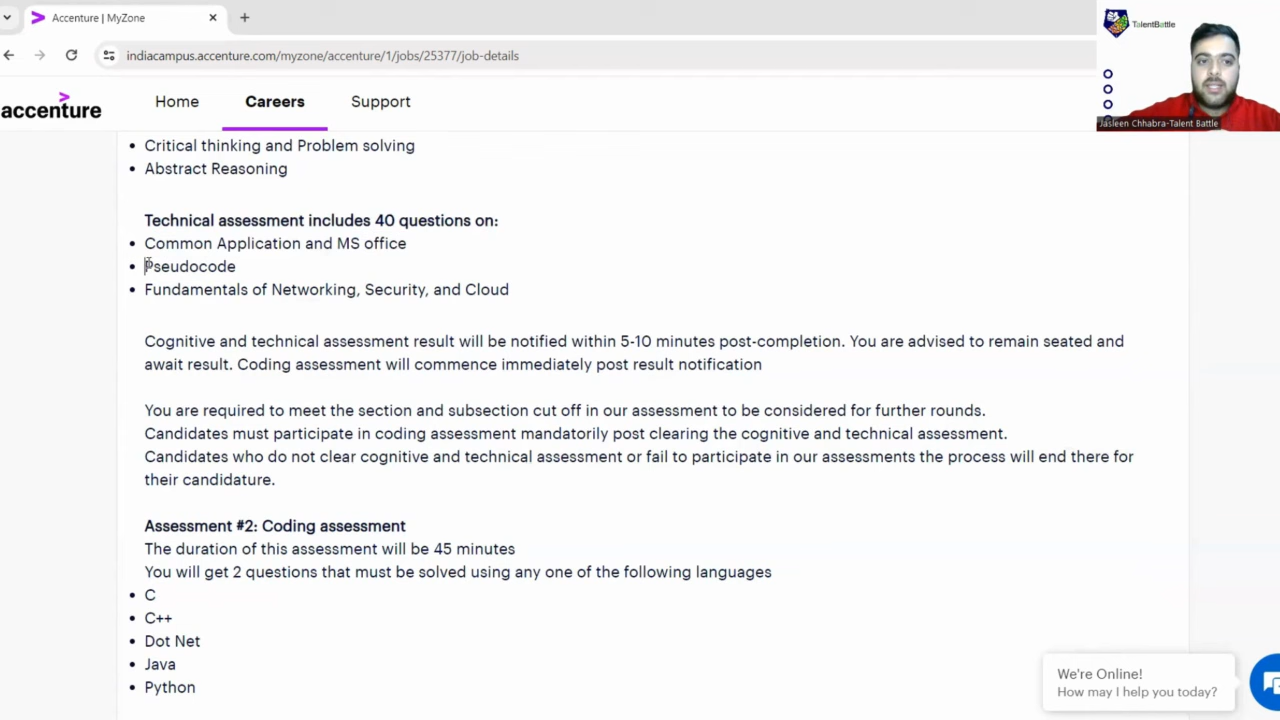 Accenture | MyZone
indiacampus.accenture.com/myzone/accenture/1/jobs/25377/job-details
TalentBattle
Jasleen Chhabra-Talent Battle
accenture
Home
Careers
Support
• Critical thinking and Problem solving
• Abstract Reasoning
Technical assessment includes 40 questions on:
• Common Application and MS office
• Pseudocode
• Fundamentals of Networking, Security, and Cloud
Cognitive and technical assessment result will be notified within 5-10 minutes post-completion. You are advised to remain seated and
await result. Coding assessment will commence immediately post result notification
You are required to meet the section and subsection cut off in our assessment to be considered for further rounds.
Candidates must participate in coding assessment mandatorily post clearing the cognitive and technical assessment.
Candidates who do not clear cognitive and technical assessment or fail to participate in our assessments the process will end there for
their candidature.
Assessment #2: Coding assessment
The duration of this assessment will be 45 minutes
You will get 2 questions that must be solved using any one of the following languages
• C
• C++
• Dot Net
• Java
• Python
We're Online!
How may I help you today?